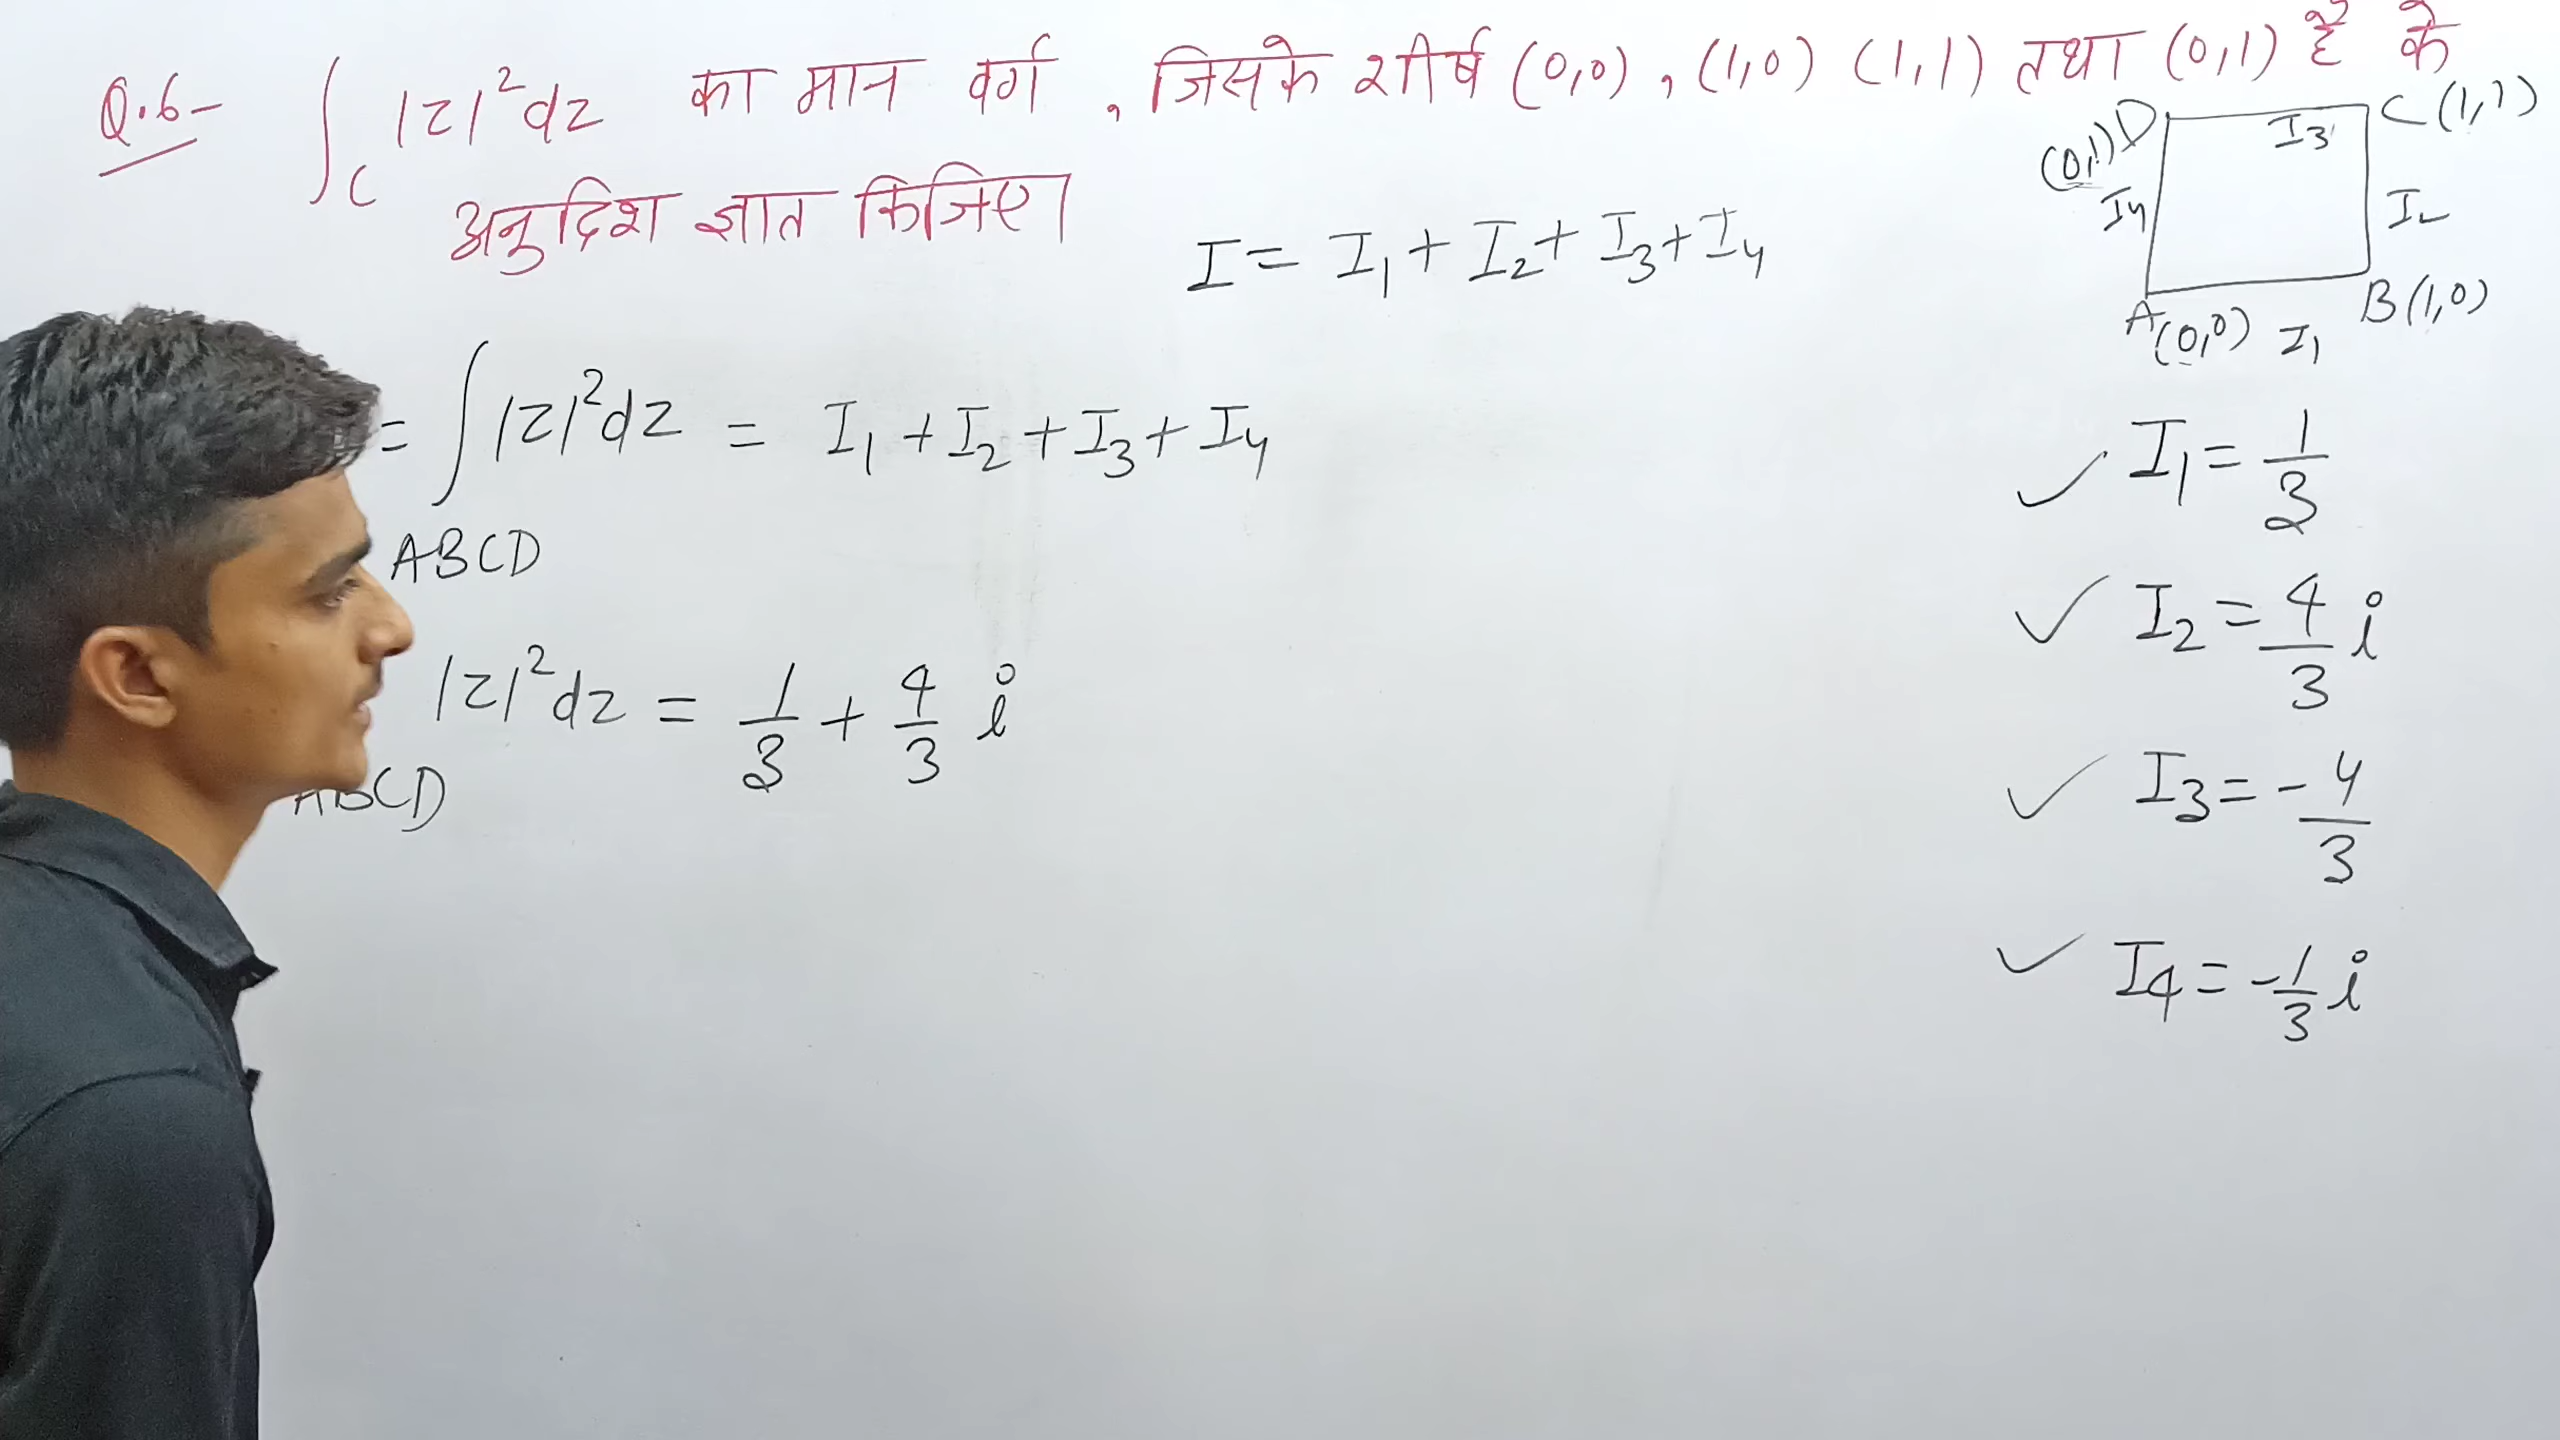 Q.6- ∫_C |z|² dz का मान वर्ग , जिसके शीर्ष (0,0) , (1,0) (1,1) तथा (0,1) है के
अनुदिश ज्ञात किजिए।
I = I₁ + I₂ + I₃ + I₄
D (0,1)
C (1,1)
I₃
I₄
I₂
A (0,0)
I₁
B (1,0)
= ∫ |z|² dz = I₁ + I₂ + I₃ + I₄
ABCD
|z|² dz = 1/3 + 4/3 i
ABCD
✓ I₁ = 1/3
✓ I₂ = 4/3 i
✓ I₃ = -4/3
✓ I₄ = -1/3 i